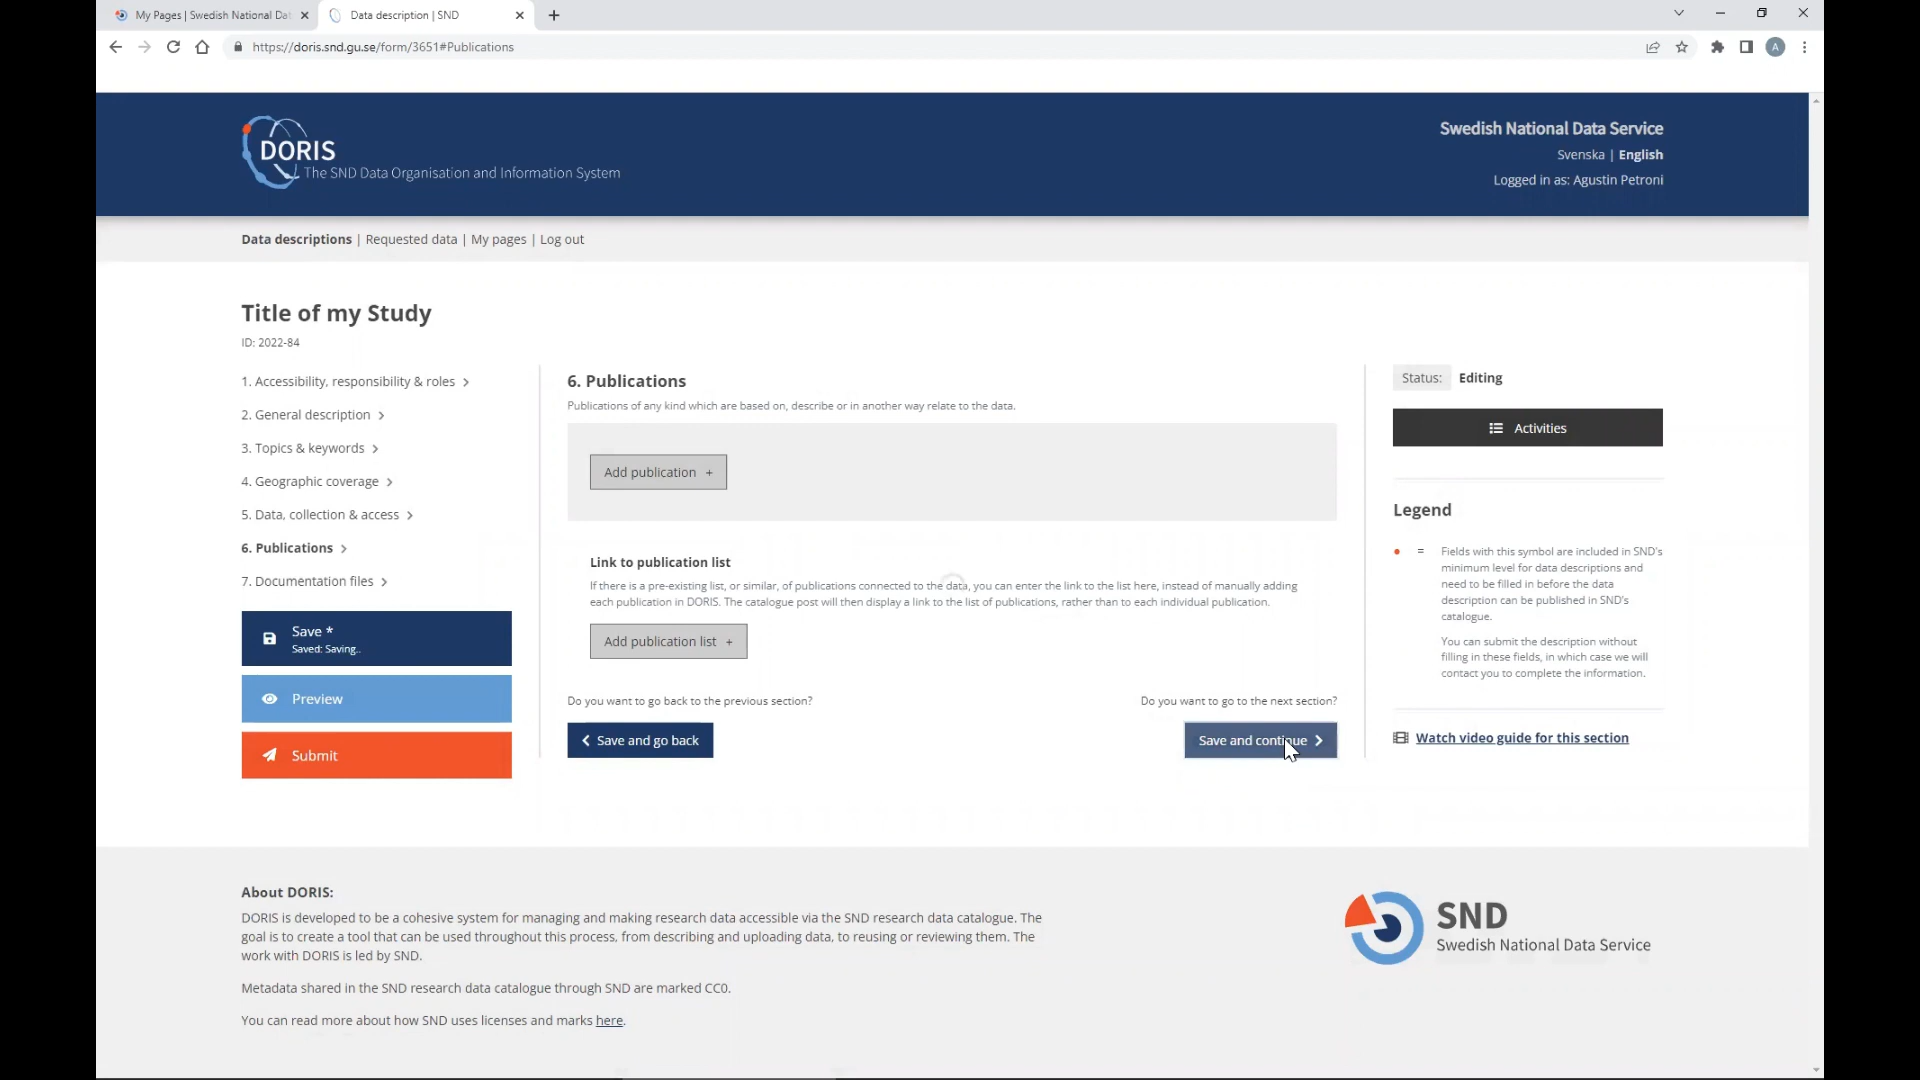 My Pages | Swedish National Dat
Data description | SND
https://doris.snd.gu.se/form/3651#Publications
A
DORIS
The SND Data Organisation and Information System
Swedish National Data Service
Svenska | English
Logged in as: Agustin Petroni
Data descriptions | Requested data | My pages | Log out
Title of my Study
ID: 2022-84
1. Accessibility, responsibility & roles
2. General description
3. Topics & keywords
4. Geographic coverage
5. Data, collection & access
6. Publications
7. Documentation files
Save *
Saved: Saving..
Preview
Submit
6. Publications
Publications of any kind which are based on, describe or in another way relate to the data.
Add publication +
Link to publication list
If there is a pre-existing list, or similar, of publications connected to the data, you can enter the link to the list here, instead of manually adding
each publication in DORIS. The catalogue post will then display a link to the list of publications, rather than to each individual publication.
Add publication list +
Do you want to go back to the previous section?
Do you want to go to the next section?
Save and go back
Save and continue
Status: Editing
Activities
Legend
= Fields with this symbol are included in SND's
minimum level for data descriptions and
need to be filled in before the data
description can be published in SND's
catalogue.
You can submit the description without
filling in these fields, in which case we will
contact you to complete the information.
Watch video guide for this section
About DORIS:
DORIS is developed to be a cohesive system for managing and making research data accessible via the SND research data catalogue. The
goal is to create a tool that can be used throughout this process, from describing and uploading data, to reusing or reviewing them. The
work with DORIS is led by SND.
Metadata shared in the SND research data catalogue through SND are marked CC0.
You can read more about how SND uses licenses and marks here.
SND
Swedish National Data Service